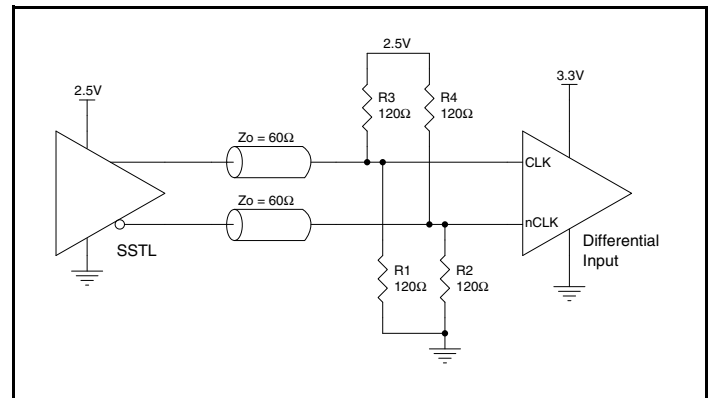 2.5V
3.3V
2.5V
R3
120Ω
R4
120Ω
Zo = 60Ω
CLK
Zo = 60Ω
nCLK
SSTL
Differential
Input
R1
120Ω
R2
120Ω